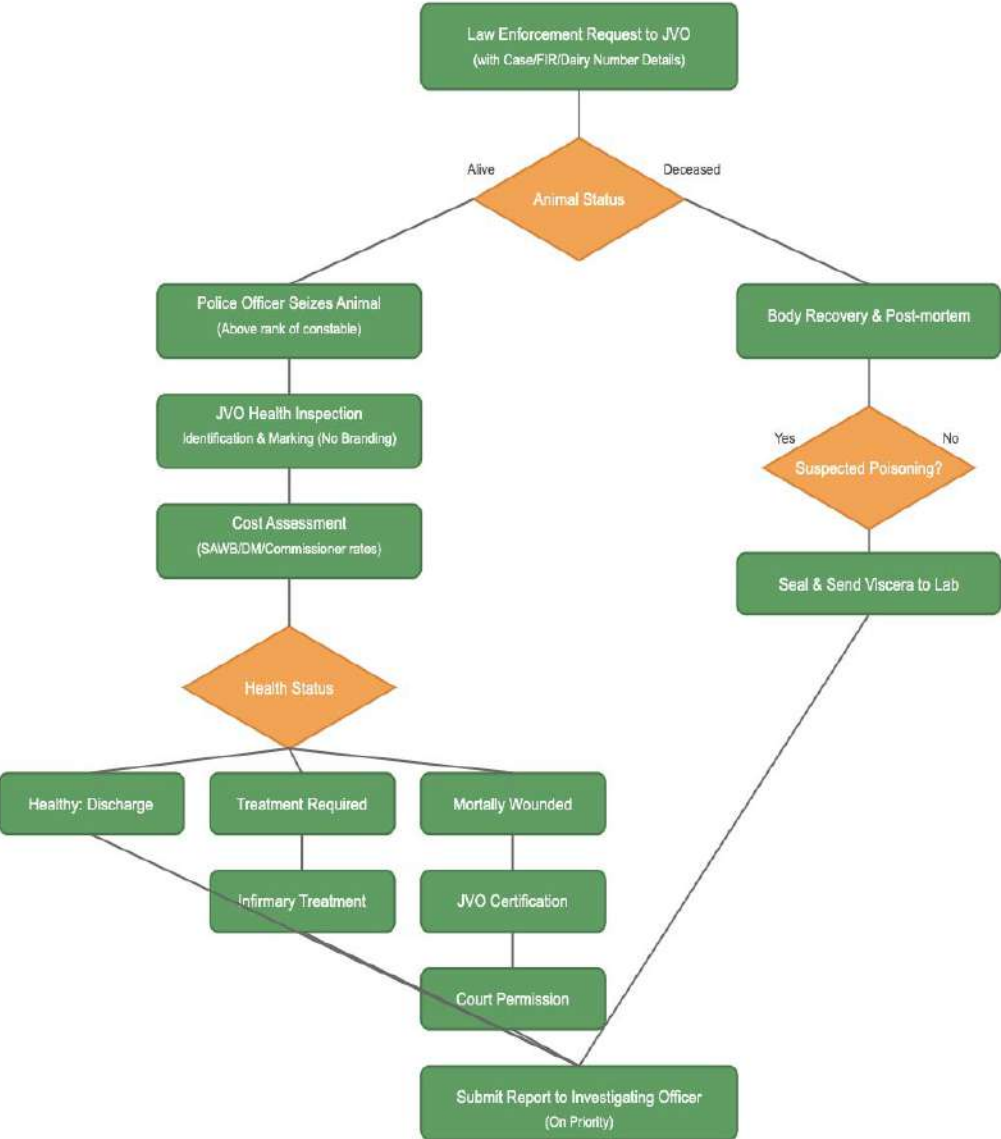 Law Enforcement Request to JVO
(with Case/FIR/Dairy Number Details)
Alive
Deceased
Animal Status
Police Officer Seizes Animal
(Above rank of constable)
Body Recovery & Post-mortem
JVO Health Inspection
Identification & Marking (No Branding)
Yes
No
Suspected Poisoning?
Cost Assessment
(SAWB/DM/Commissioner rates)
Seal & Send Viscera to Lab
Health Status
Healthy: Discharge
Treatment Required
Mortally Wounded
Infirmary Treatment
JVO Certification
Court Permission
Submit Report to Investigating Officer
(On Priority)